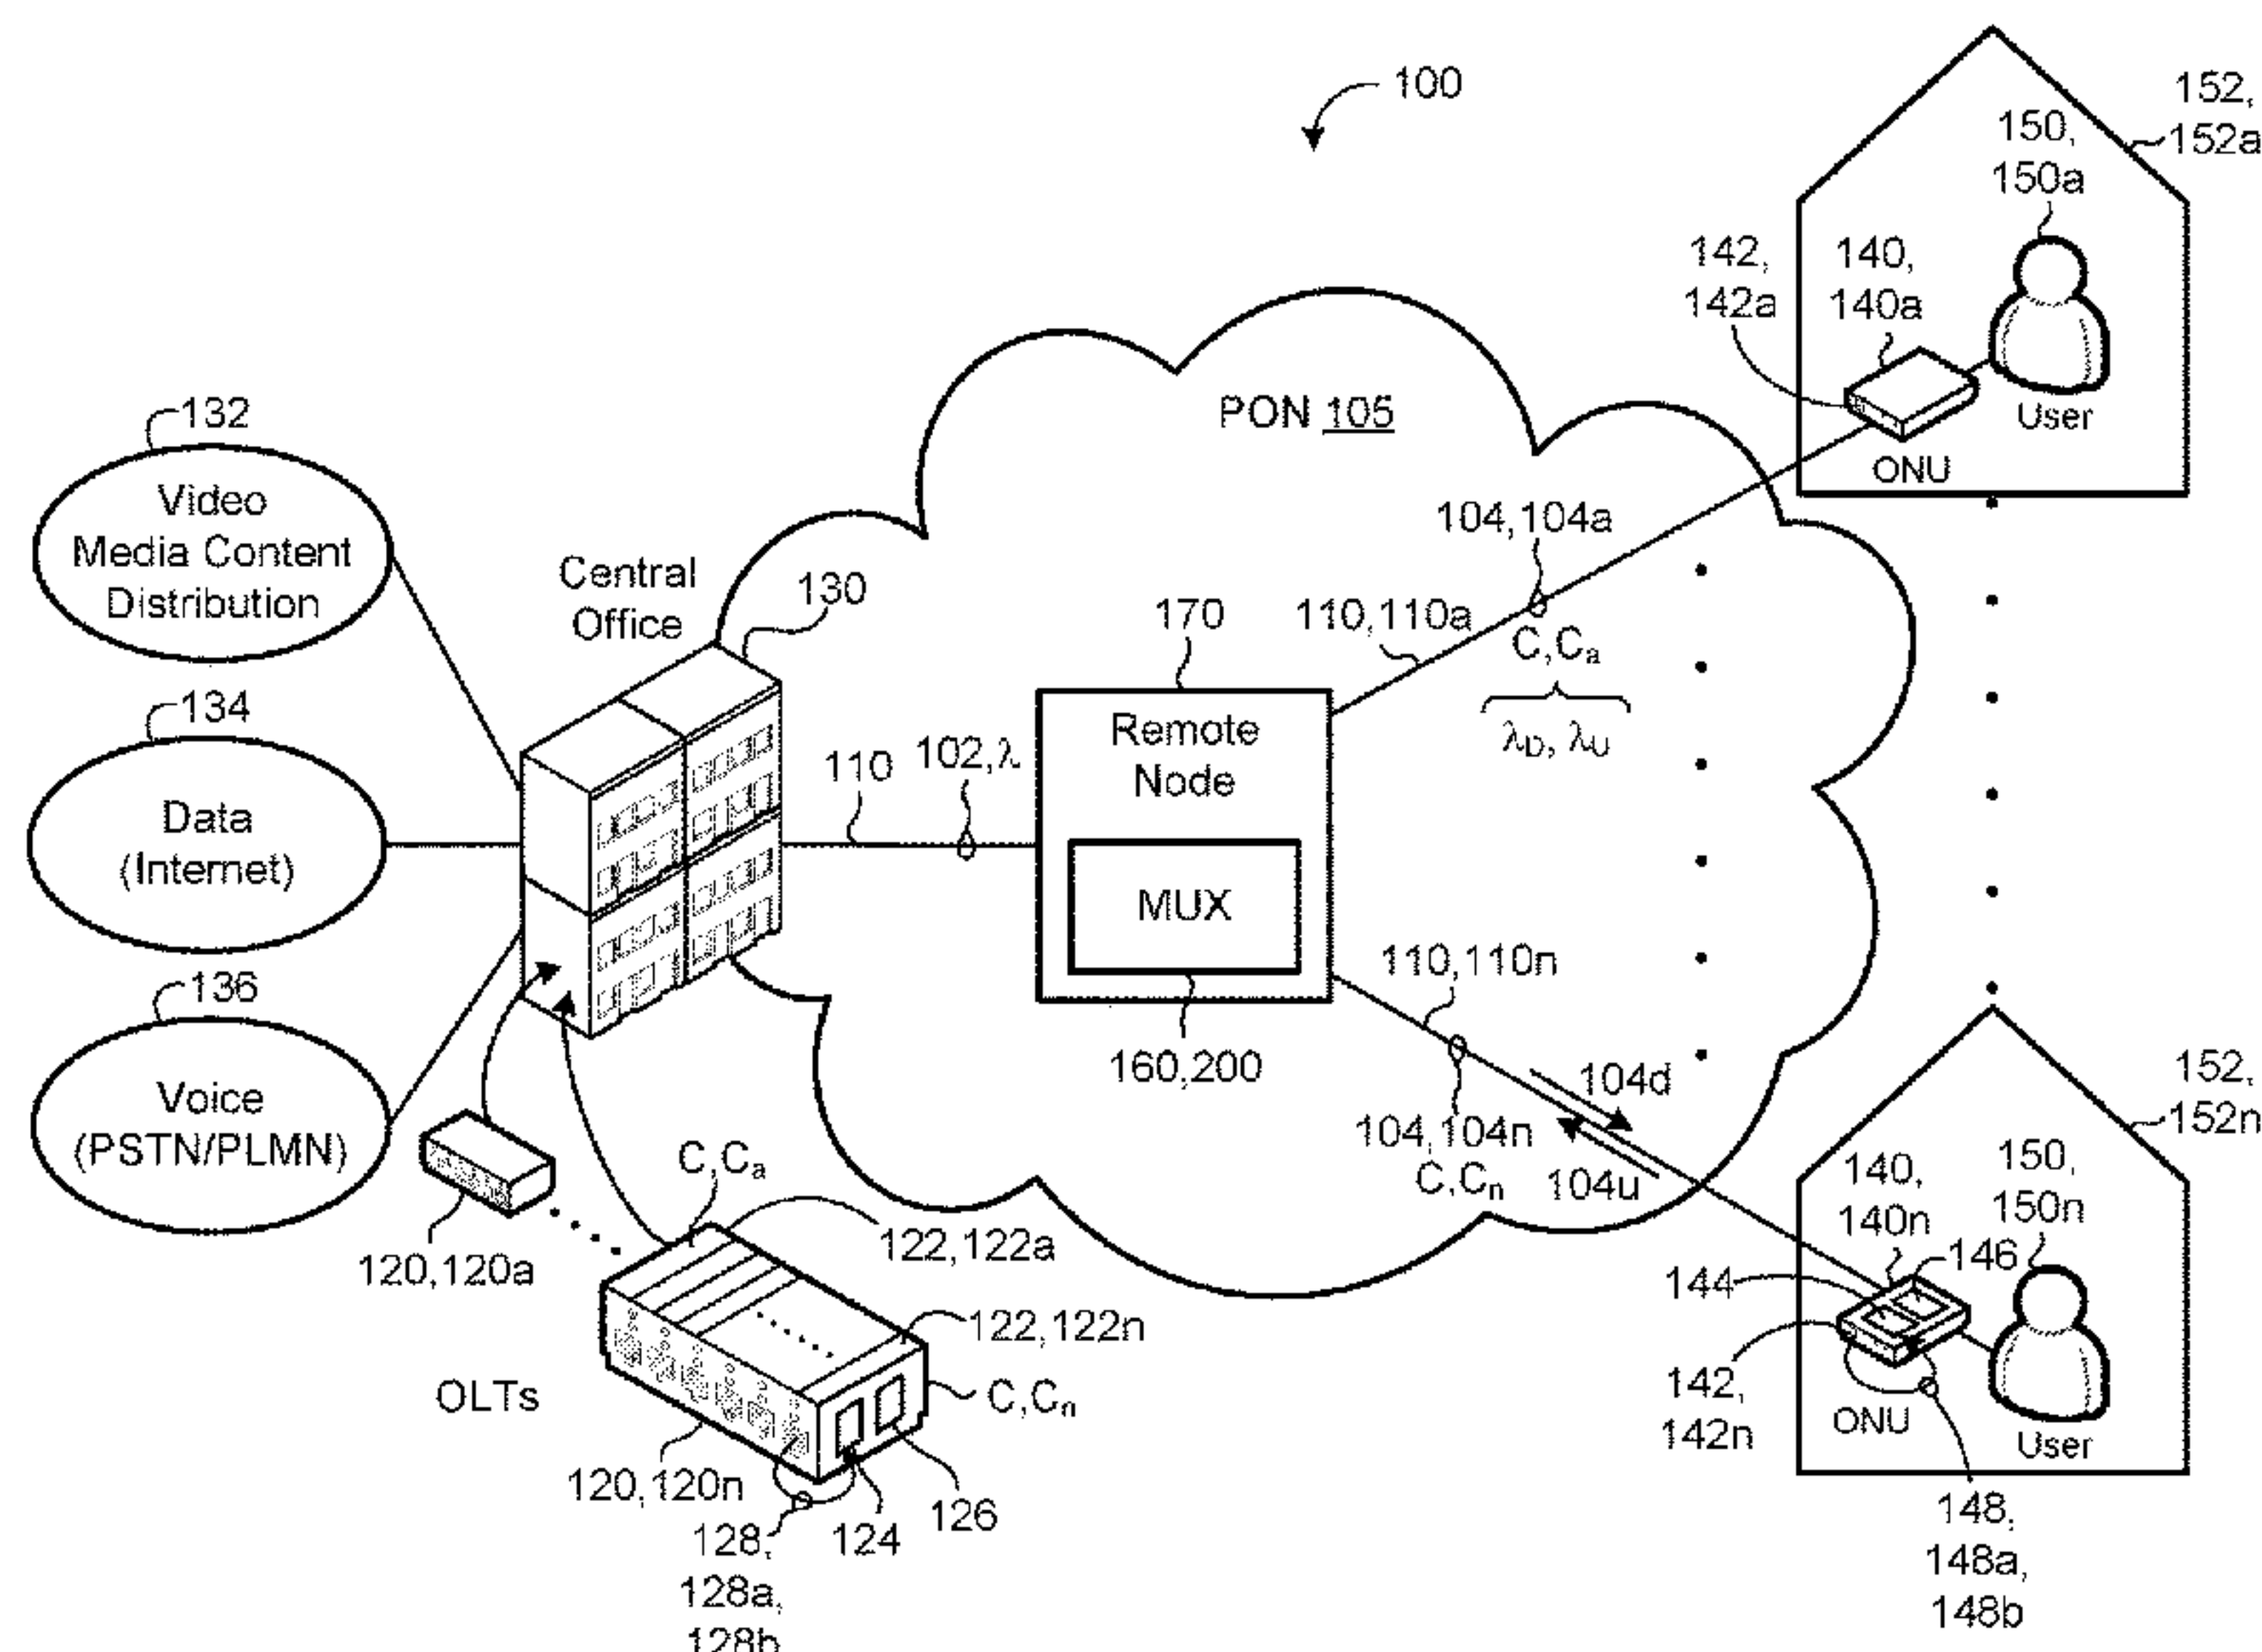 100
152,
152a
150,
150a
142,
142a
140,
140a
User
ONU
PON 105
132
Video
Media Content
Distribution
104, 104a
Central
Office
130
170
110, 110a
C, Cₐ
λD, λU
134
Data
(Internet)
110
102, λ
Remote
Node
MUX
110, 110n
136
Voice
(PSTN/PLMN)
160, 200
104d
104, 104n
C, Cₙ
104u
152,
152n
150,
150n
140,
140n
146
144
C, Cₐ
122, 122a
120, 120a
122, 122n
OLTs
C, Cₙ
142,
142n
ONU
User
120, 120n
126
124
128,
128a,
128b
148,
148a,
148b